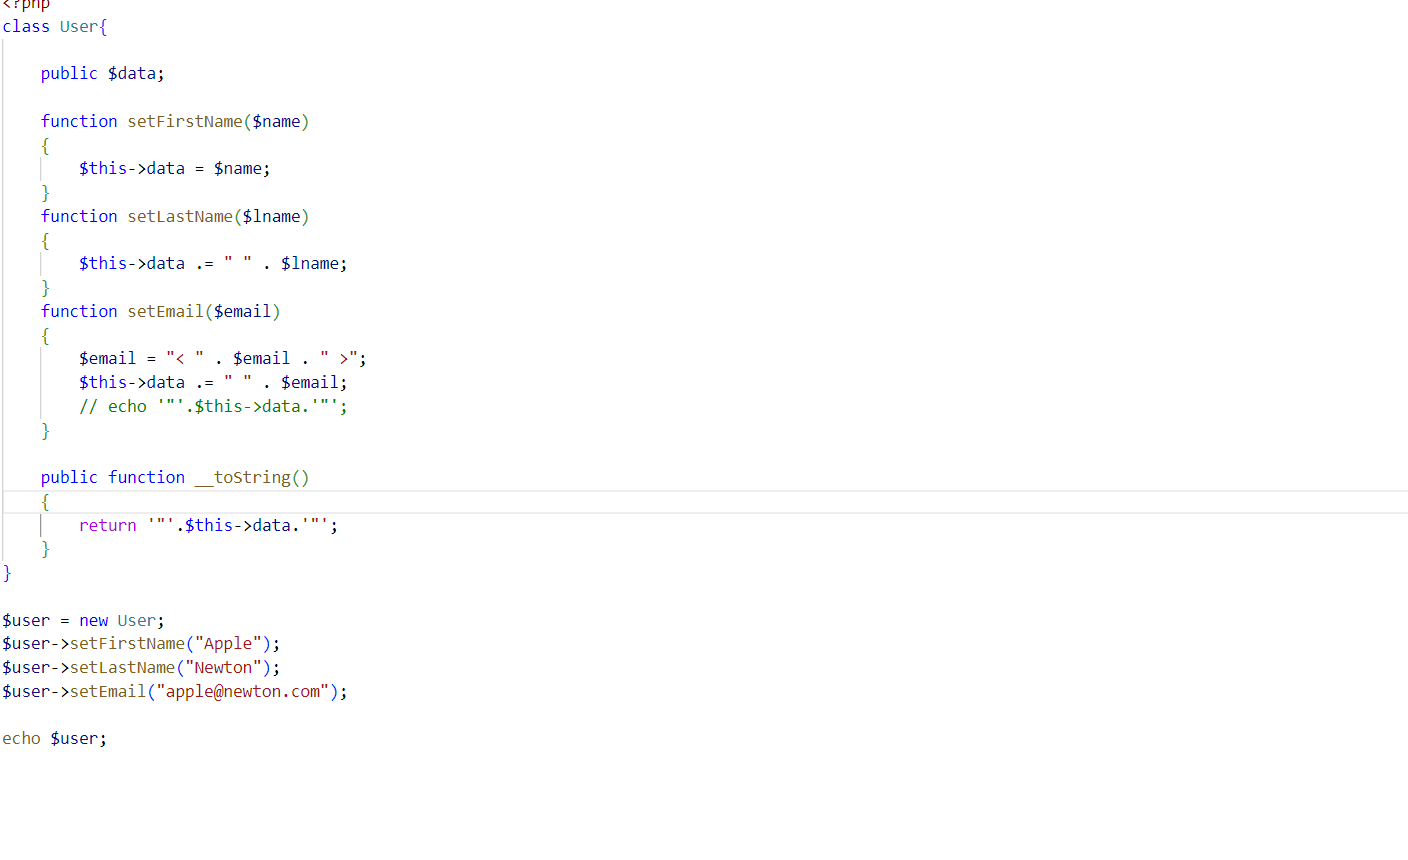 <?php
class User{
public $data;
function setFirstName($name)
{
$this->data = $name;
}
function setLastName($lname)
{
$this->data .= " " . $lname;
}
function setEmail($email)
{
$email = "< " . $email . " >";
$this->data .= " " . $email;
// echo '"'.$this->data.'"';
}
public function __toString()
{
return '"'.$this->data.'"';
}
}
$user = new User;
$user->setFirstName("Apple");
$user->setLastName("Newton");
$user->setEmail("apple@newton.com");
echo $user;